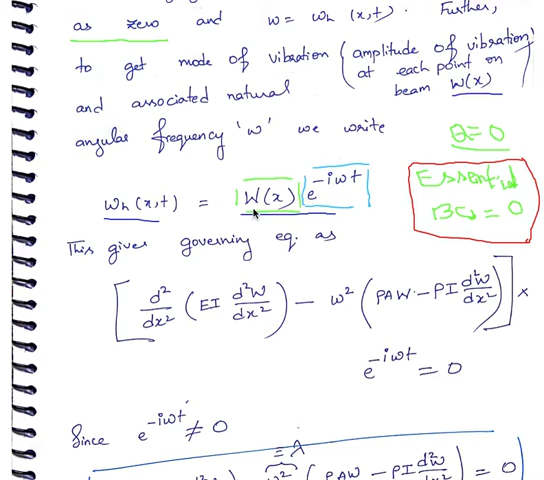 as zero and w = wₕ (x,t). Further,
to get mode of vibration (amplitude of vibration
at each point on
beam W(x))
and associated natural
angular frequency 'ω' we write
Q = 0
Essential
BCs = 0
wₕ(x,t) = W(x) e^{-iωt}
This gives governing eq. as
[ d²/dx² (EI d²W/dx²) - ω² (ρAW - ρI d²W/dx²) ] ×
e^{-iωt} = 0
Since e^{-iωt} ≠ 0
= λ
ω² (ρAW - ρI d²W/dx²) = 0